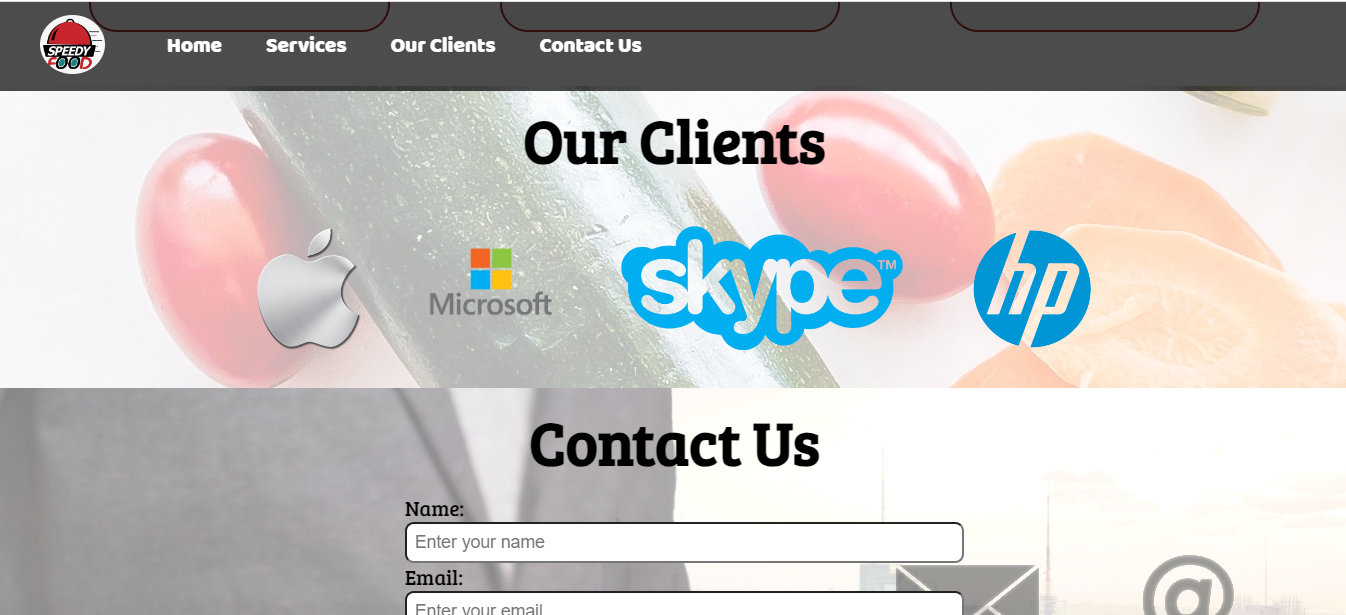 SPEEDY
FOOD
Home Services Our Clients Contact Us
Our Clients
Microsoft
skype™
hp
Contact Us
Name:
Enter your name
Email:
Enter your email
@